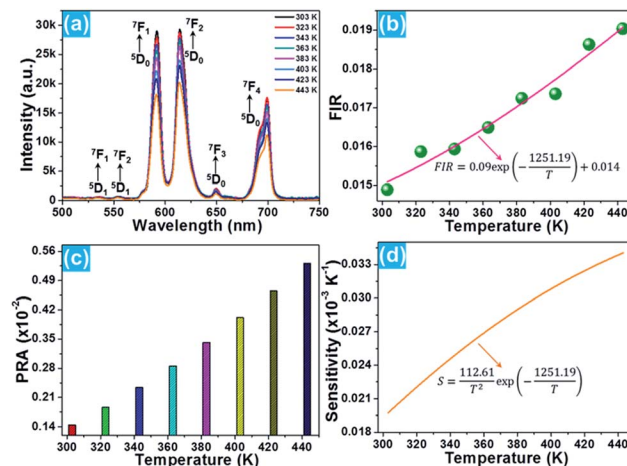 (a)
30k
25k
20k
15k
10k
5k
0
Intensity (a.u.)
500 550 600 650 700 750
Wavelength (nm)
⁷F₁
⁵D₁
⁷F₂
⁵D₁
⁷F₁
⁵D₀
⁷F₂
⁵D₀
⁷F₃
⁵D₀
⁷F₄
⁵D₀
303 K
323 K
343 K
363 K
383 K
403 K
423 K
443 K
(b)
0.019
0.018
0.017
0.016
0.015
FIR
300 320 340 360 380 400 420 440
Temperature (K)
FIR = 0.09exp(-1251.19/T) + 0.014
(c)
0.56
0.49
0.42
0.35
0.28
0.21
0.14
PRA (x10⁻²)
300 320 340 360 380 400 420 440
Temperature (K)
(d)
0.033
0.030
0.027
0.024
0.021
0.018
Sensitivity (x10⁻³ K⁻¹)
320 360 400 440
Temperature (K)
S = 112.61/T² exp(-1251.19/T)